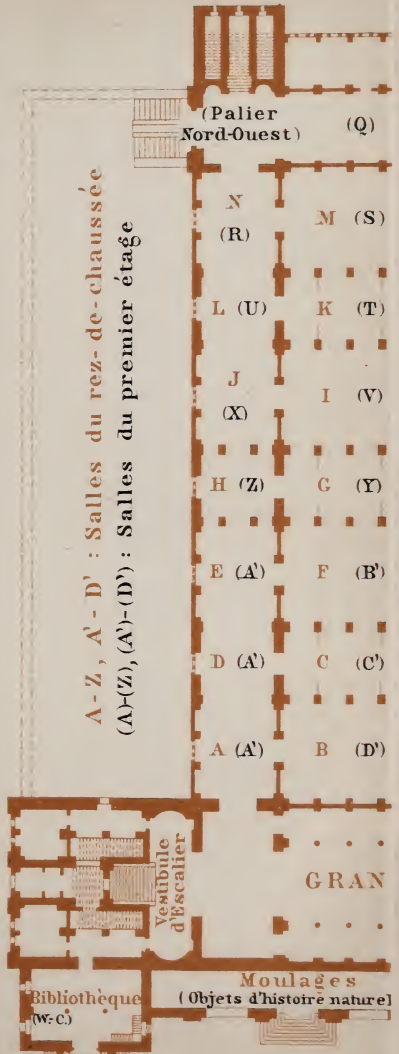 (Palier
Nord-Ouest)
(Q)
A-Z, A'-D' : Salles du rez-de-chaussée
(A)-(Z), (A')-(D') : Salles du premier étage
N
(R)
M (S)
L (U)
K (T)
J
(X)
I (V)
H (Z)
G (Y)
E (A')
F (B')
D (A')
C (C')
A (A')
B (D')
Vestibule
d'Escalier
GRAN
Moulages
(Objets d'histoire nature
Bibliothèque
(W.-C.)